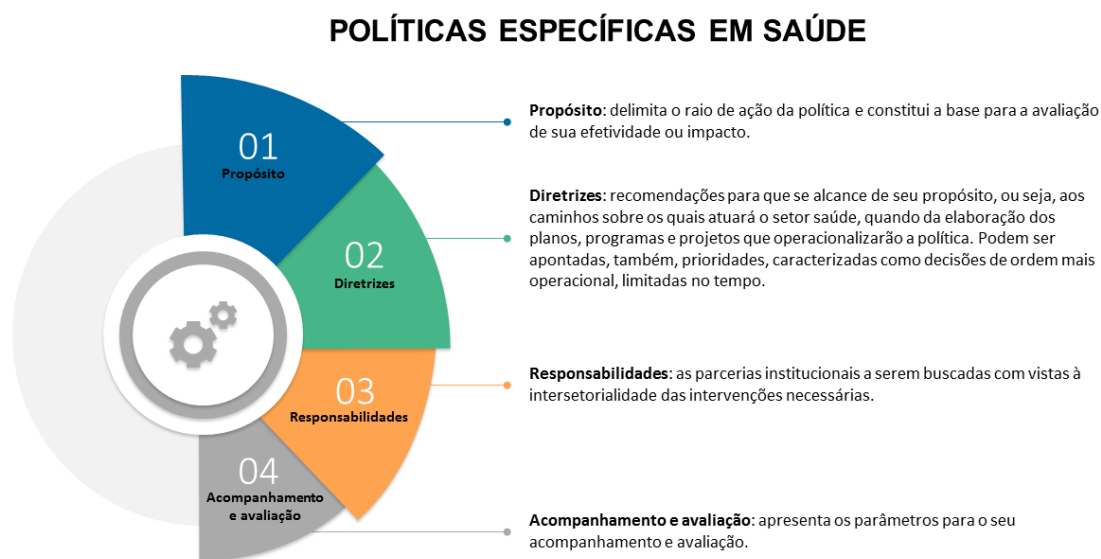 POLÍTICAS ESPECÍFICAS EM SAÚDE
01
Propósito
Propósito: delimita o raio de ação da política e constitui a base para a avaliação
de sua efetividade ou impacto.
02
Diretrizes
Diretrizes: recomendações para que se alcance de seu propósito, ou seja, aos
caminhos sobre os quais atuará o setor saúde, quando da elaboração dos
planos, programas e projetos que operacionalizarão a política. Podem ser
apontadas, também, prioridades, caracterizadas como decisões de ordem mais
operacional, limitadas no tempo.
03
Responsabilidades
Responsabilidades: as parcerias institucionais a serem buscadas com vistas à
intersetorialidade das intervenções necessárias.
04
Acompanhamento
e avaliação
Acompanhamento e avaliação: apresenta os parâmetros para o seu
acompanhamento e avaliação.